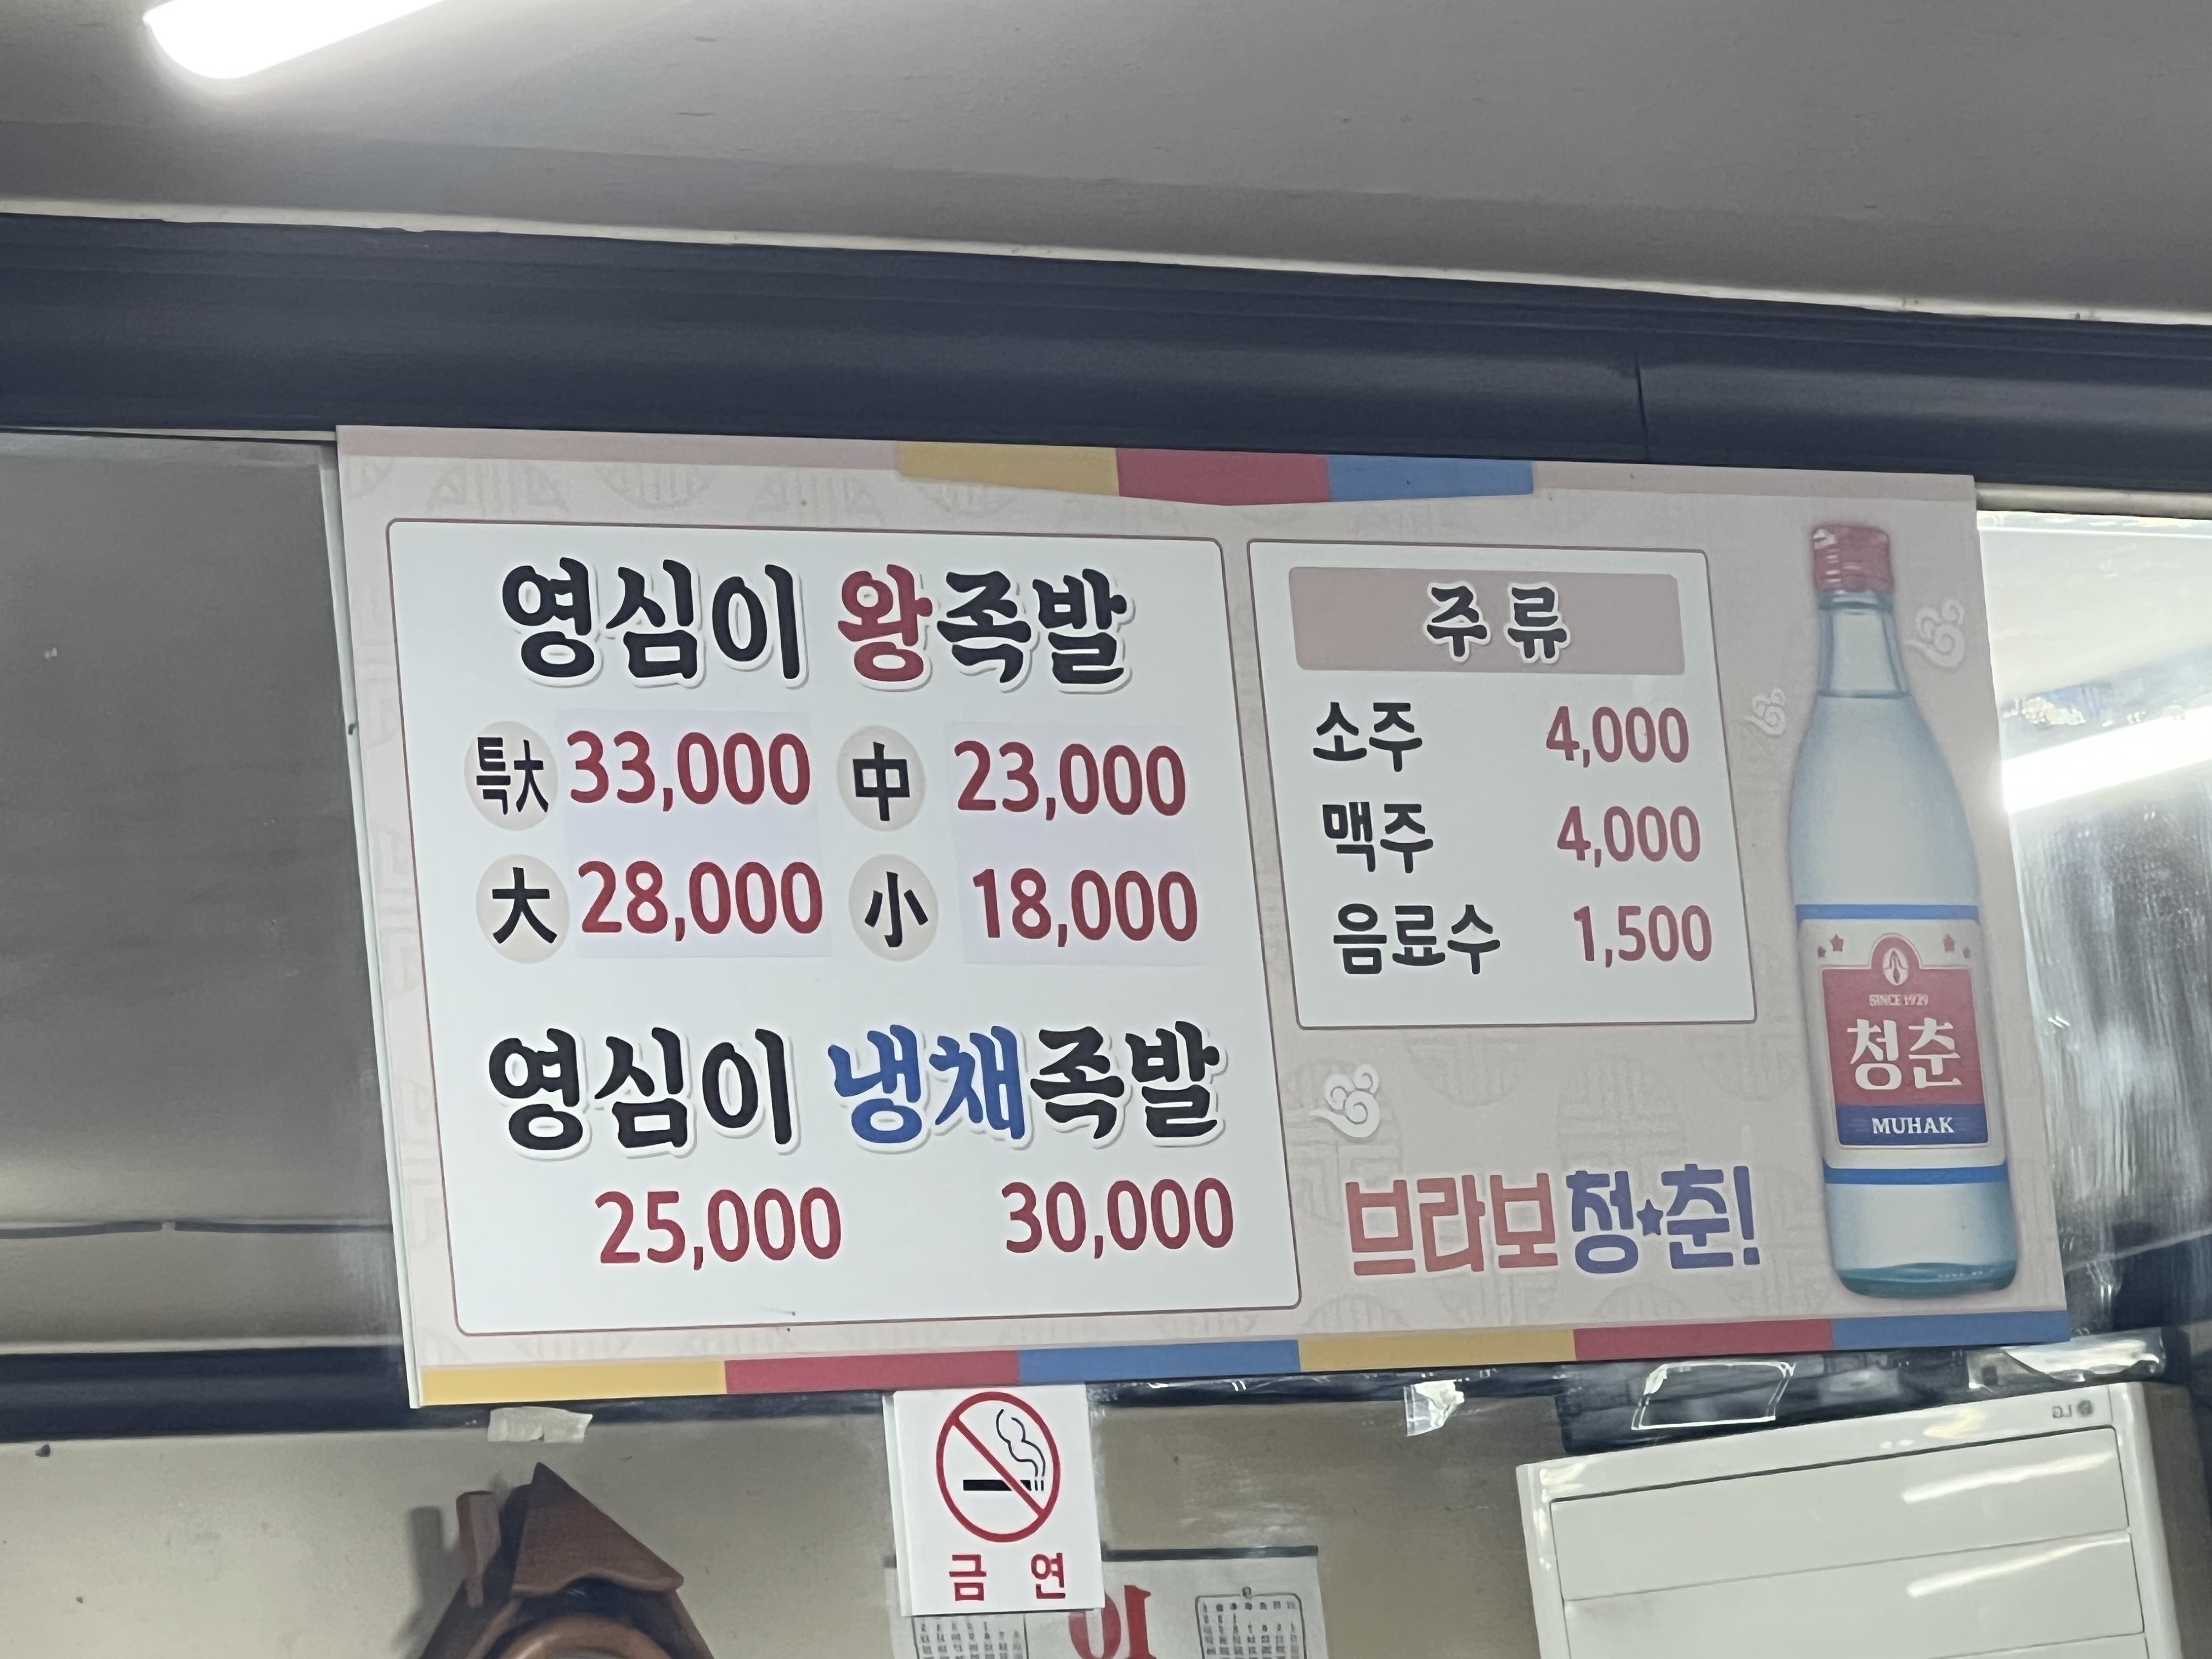 영심이 왕족발
특大 33,000 中 23,000
大 28,000 小 18,000
영심이 냉채족발
25,000 30,000
주류
소주 4,000
맥주 4,000
음료수 1,500
SINCE 1929
청춘
MUHAK
브라보청춘!
금 연
LG
10